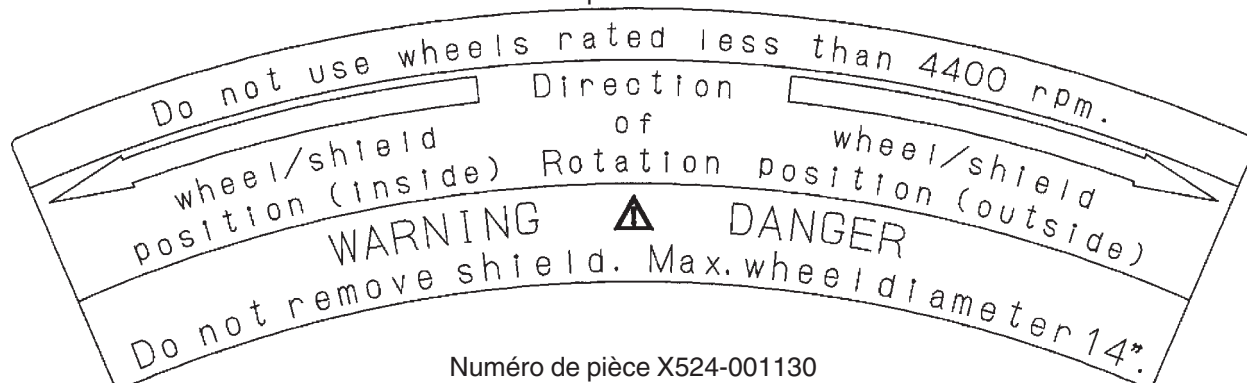 Do not use wheels rated less than 4400 rpm.
Direction
of
Rotation
wheel/shield
position (inside)
wheel/shield
position (outside)
WARNING DANGER
Do not remove shield. Max. wheel diameter 14".
Numéro de pièce X524-001130